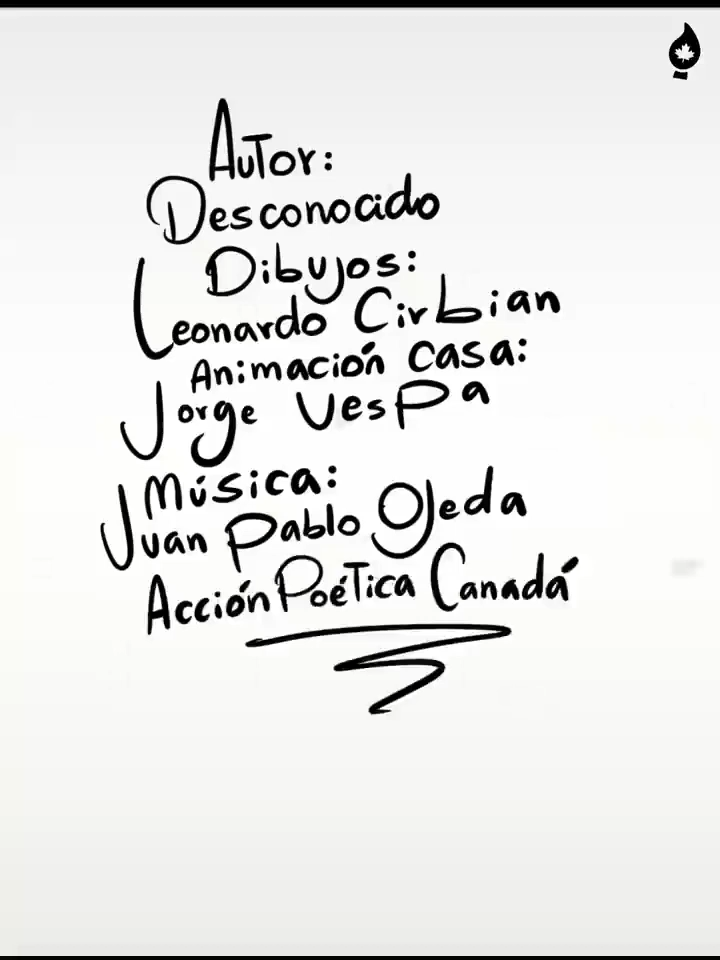 Autor:
Desconocido
Dibujos:
Leonardo Cirbian
Animación casa:
Jorge Vespa
Música:
Juan Pablo Ojeda
Acción Poética Canadá